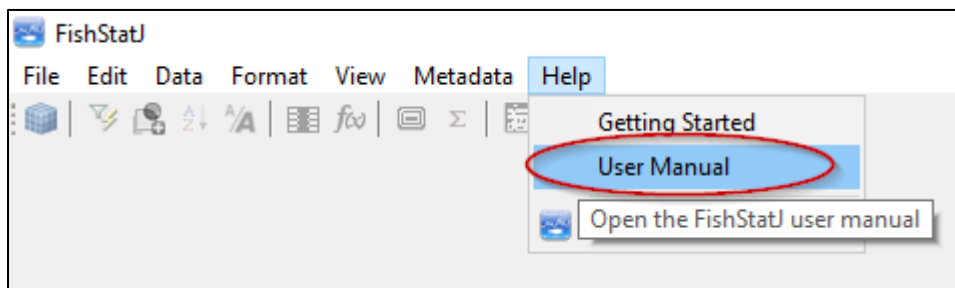 FishStatJ
File Edit Data Format View Metadata Help
A/A f(x) Σ
Getting Started
User Manual
Open the FishStatJ user manual